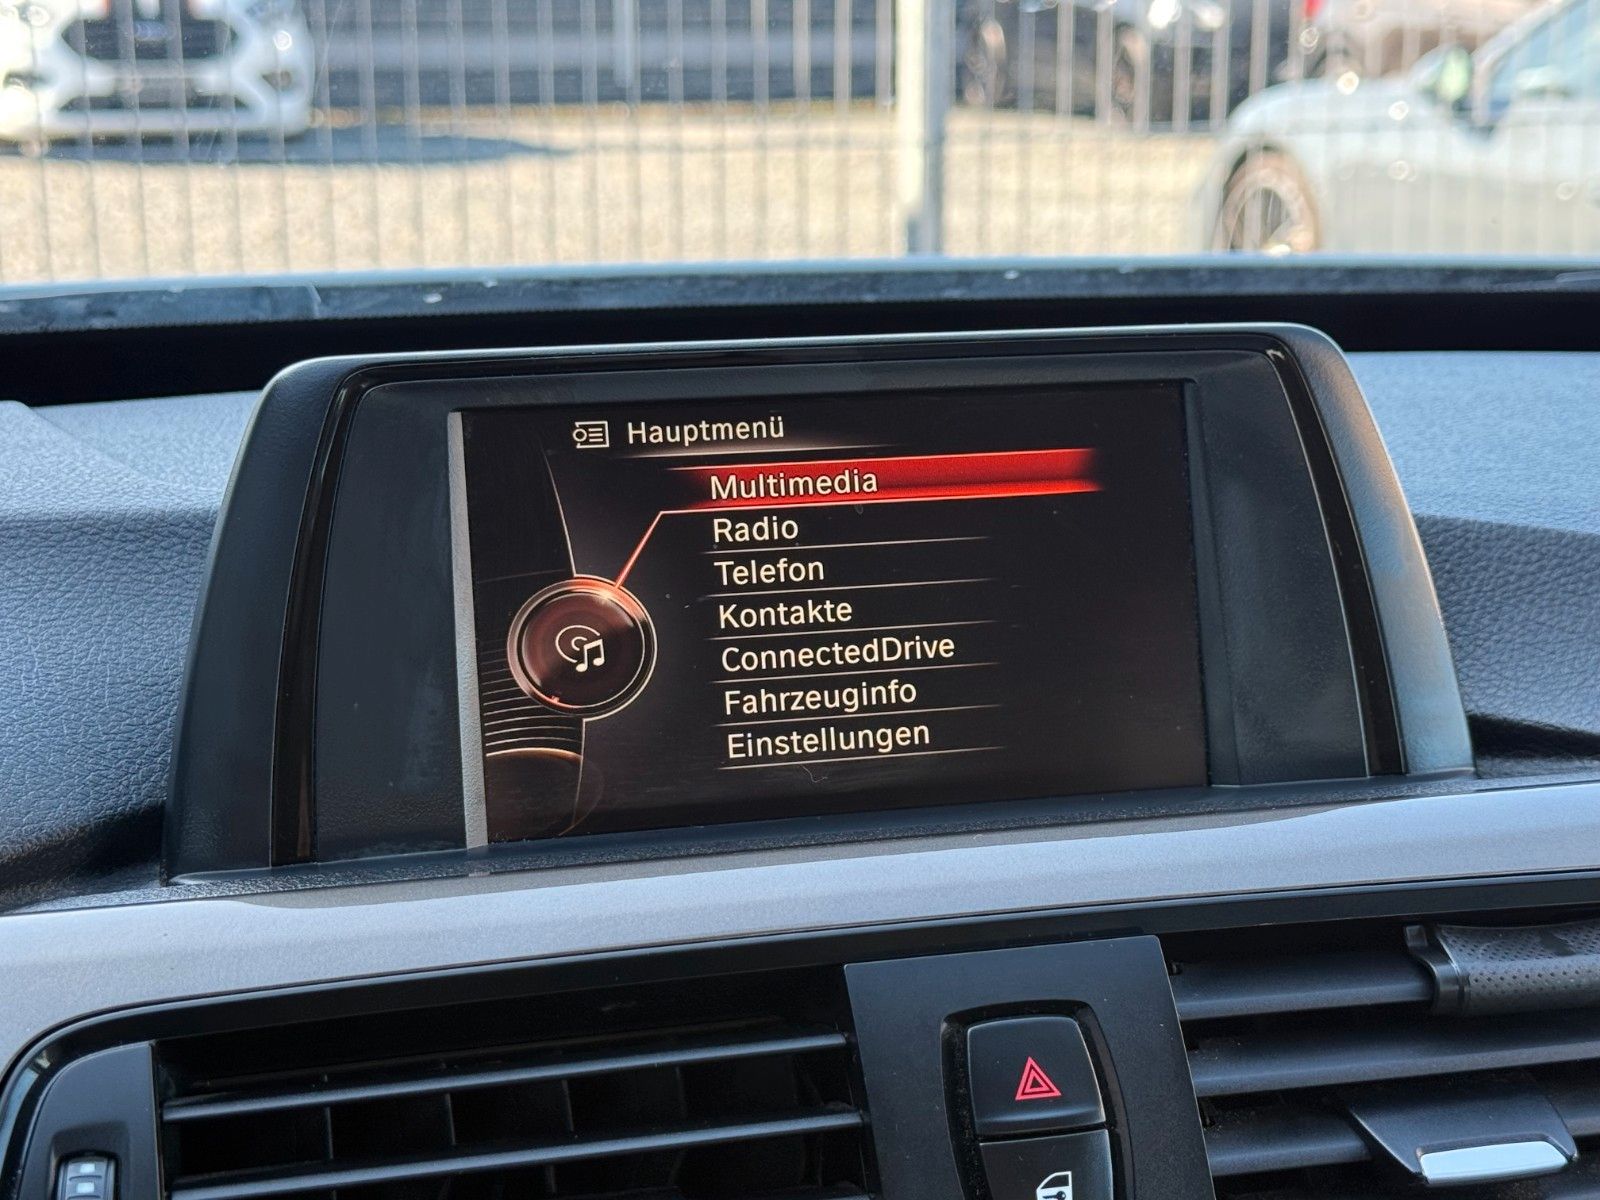 Hauptmenü
Multimedia
Radio
Telefon
Kontakte
ConnectedDrive
Fahrzeuginfo
Einstellungen